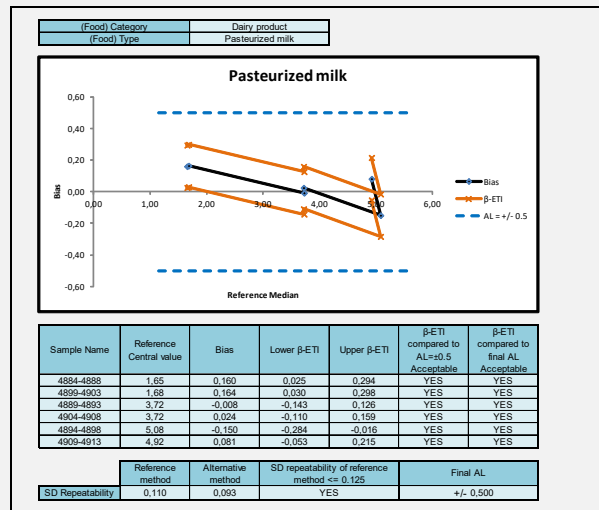 (Food) Category Dairy product
(Food) Type Pasteurized milk
Pasteurized milk
0,60
0,40
0,20
0,00
-0,20
-0,40
-0,60
0,00 1,00 2,00 3,00 4,00 5,00 6,00
Bias
Reference Median
Bias
β-ETI
AL = +/- 0.5
Sample Name Reference Central value Bias Lower β-ETI Upper β-ETI β-ETI compared to AL=±0.5 Acceptable β-ETI compared to final AL Acceptable
4884-4888 1,65 0,160 0,025 0,294 YES YES
4899-4903 1,68 0,164 0,030 0,298 YES YES
4889-4893 3,72 -0,008 -0,143 0,126 YES YES
4904-4908 3,72 0,024 -0,110 0,159 YES YES
4894-4898 5,08 -0,150 -0,284 -0,016 YES YES
4909-4913 4,92 0,081 -0,053 0,215 YES YES
Reference method Alternative method SD repeatability of reference method <= 0.125 Final AL
SD Repeatability 0,110 0,093 YES +/- 0,500